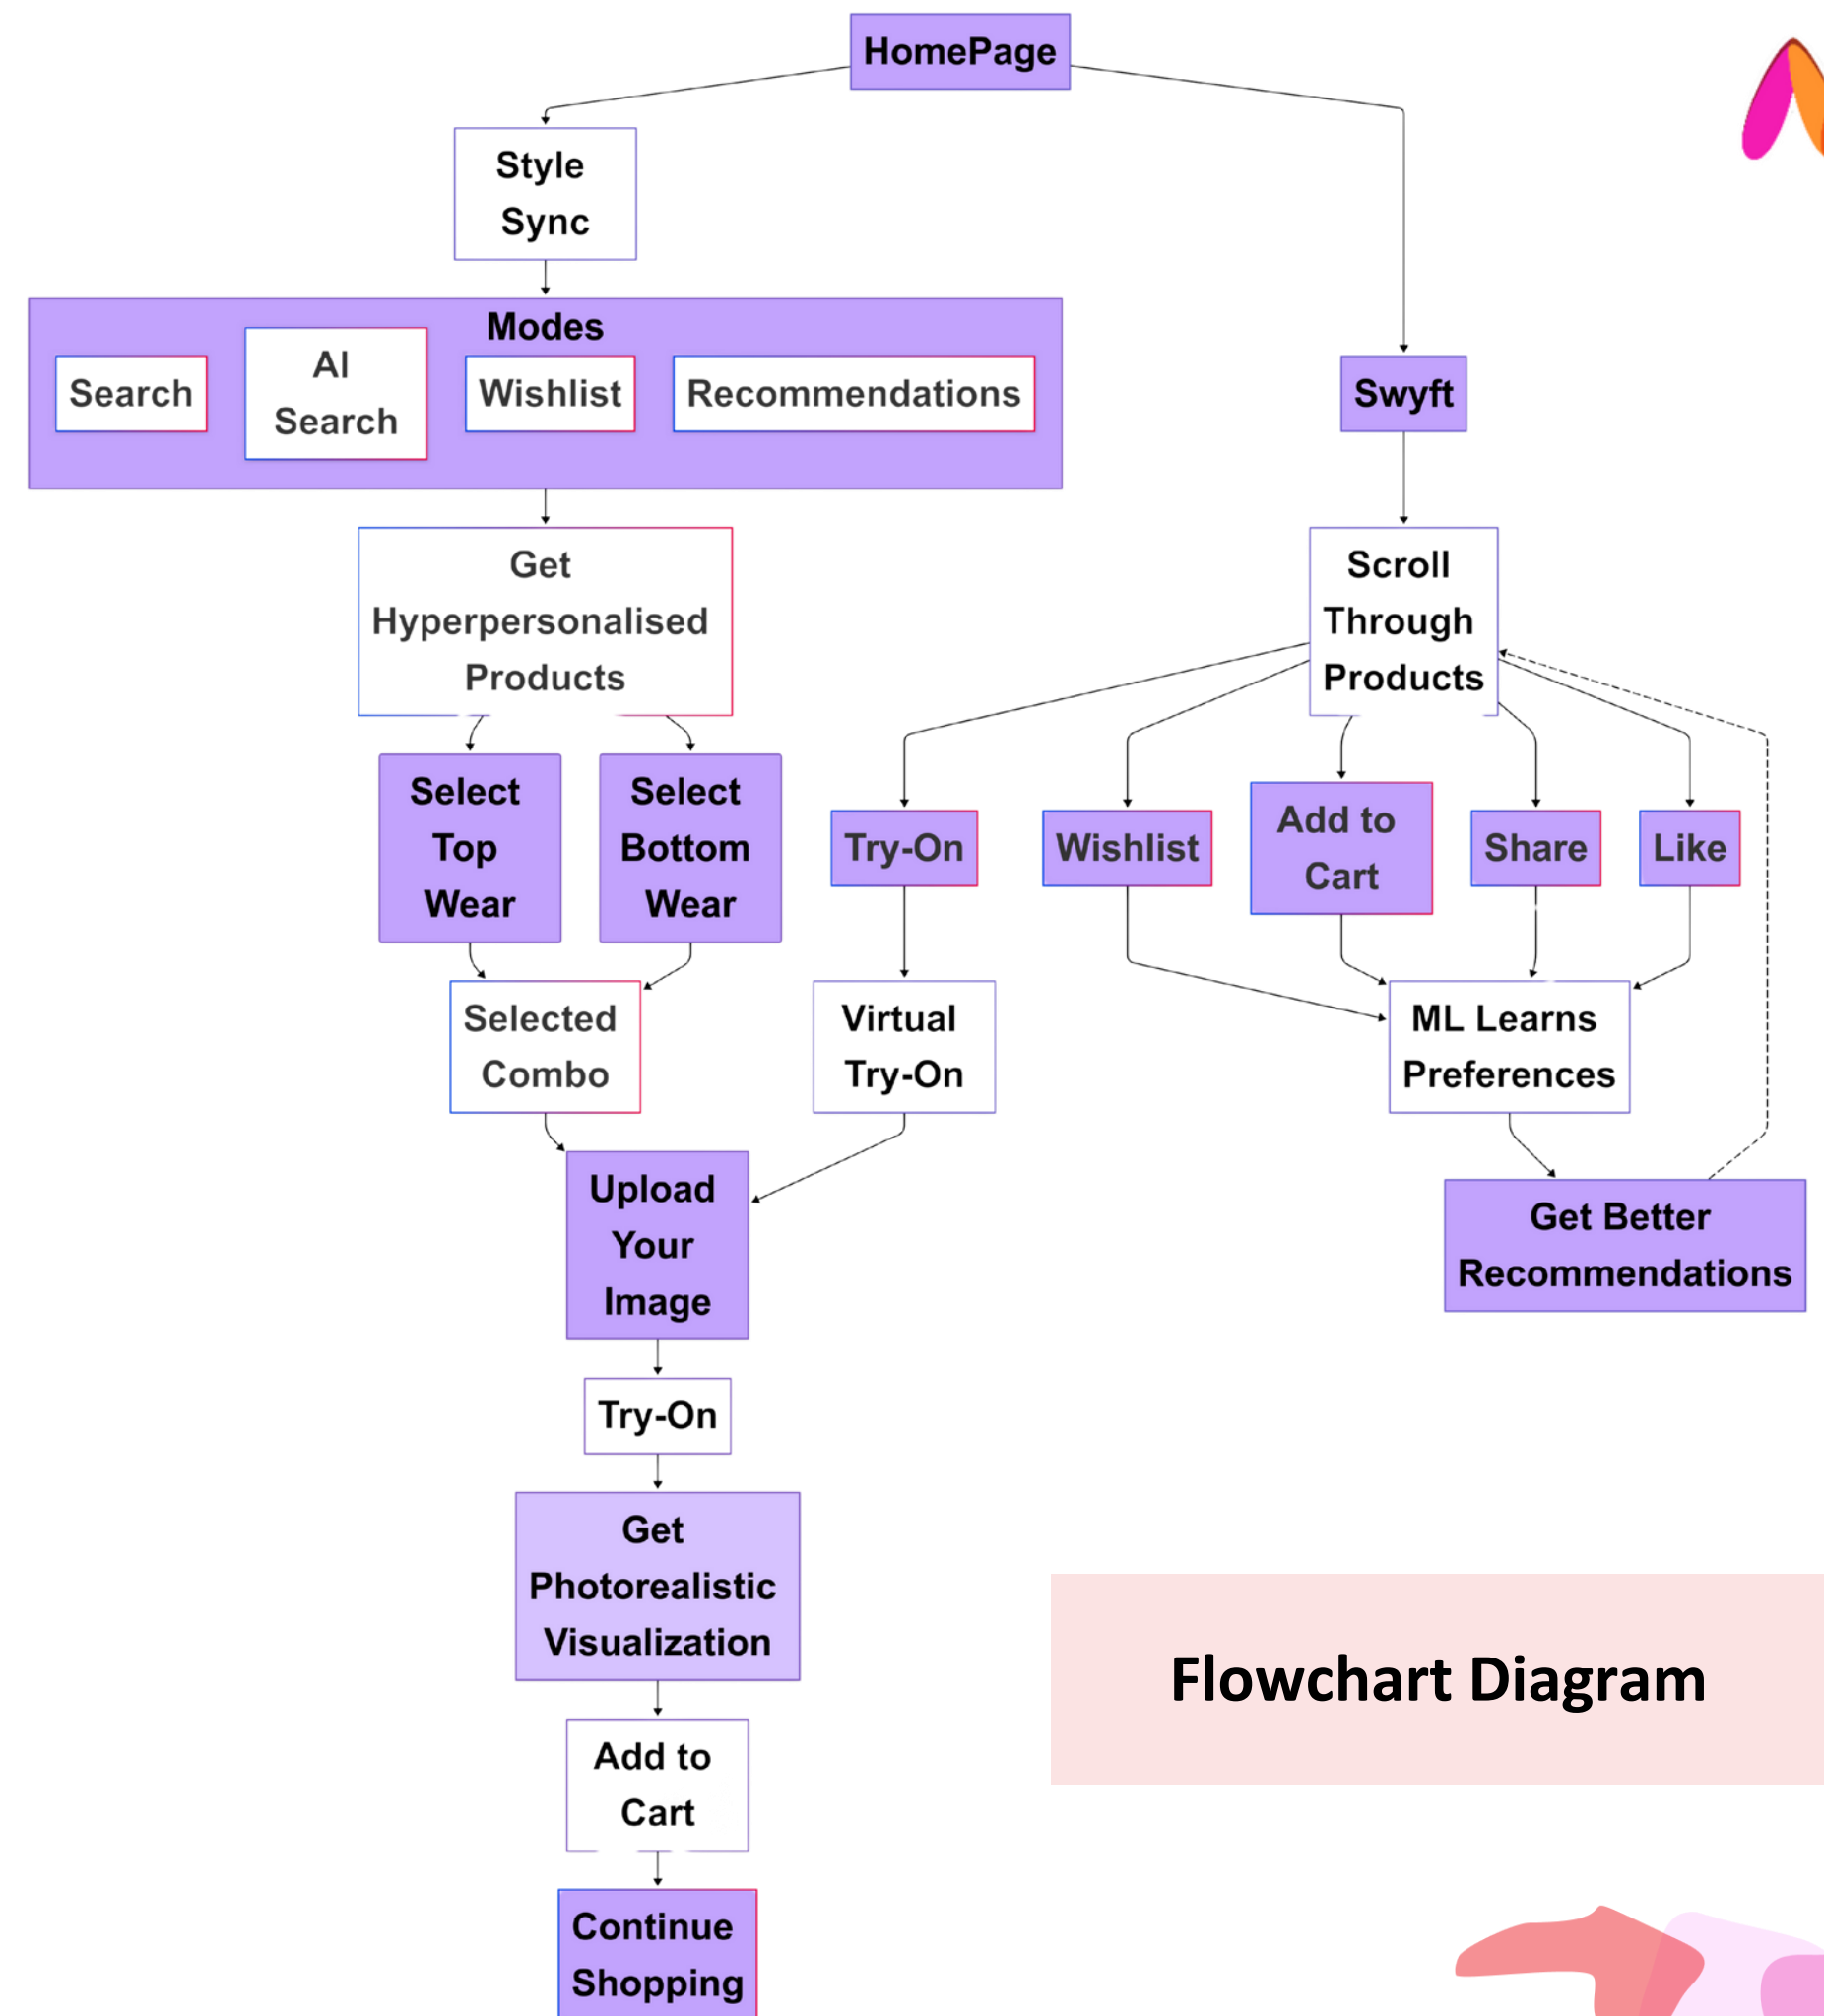 HomePage
Style
Sync
Modes
Search
AI
Search
Wishlist
Recommendations
Swyft
Get
Hyperpersonalised
Products
Scroll
Through
Products
Select
Top
Wear
Select
Bottom
Wear
Try-On
Wishlist
Add to
Cart
Share
Like
Selected
Combo
Virtual
Try-On
ML Learns
Preferences
Upload
Your
Image
Get Better
Recommendations
Try-On
Get
Photorealistic
Visualization
Flowchart Diagram
Add to
Cart
Continue
Shopping